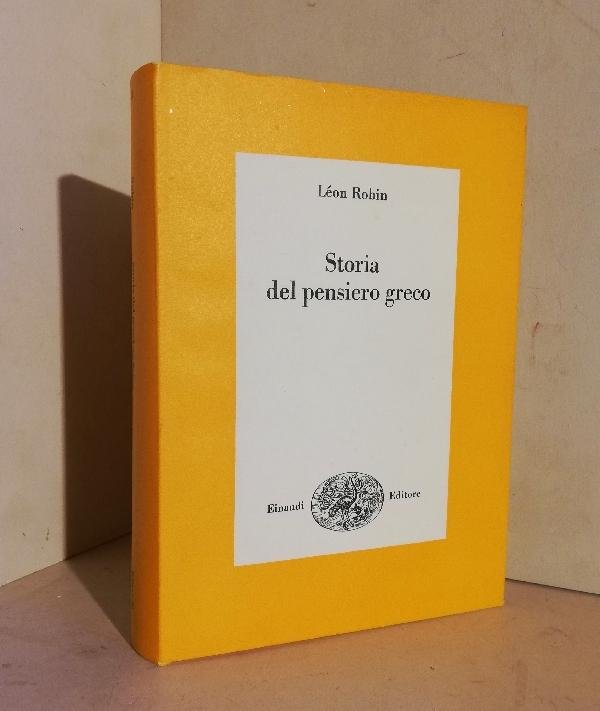 Léon Robin
Storia
del pensiero greco
Einaudi Editore